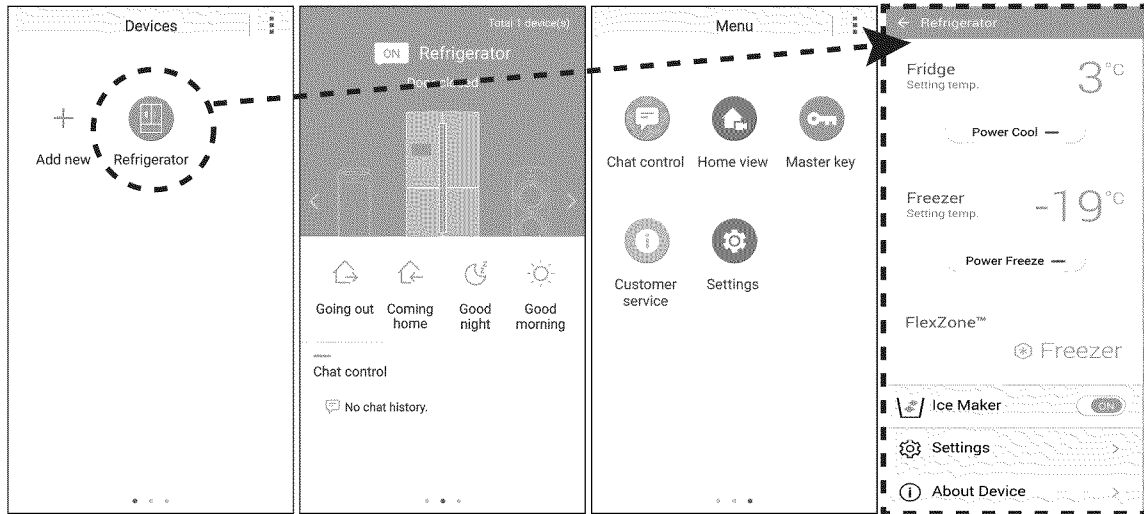 Devices
Add new
Refrigerator
Total 1 device(s)
ON Refrigerator
Going out
Coming
home
Good
night
Good
morning
Chat control
No chat history.
Menu
Chat control
Home view
Master key
Customer
service
Settings
Refrigerator
Fridge
Setting temp.
3°C
Power Cool
Freezer
Setting temp.
-19°C
Power Freeze
FlexZone™
Freezer
Ice Maker
ON
Settings
About Device